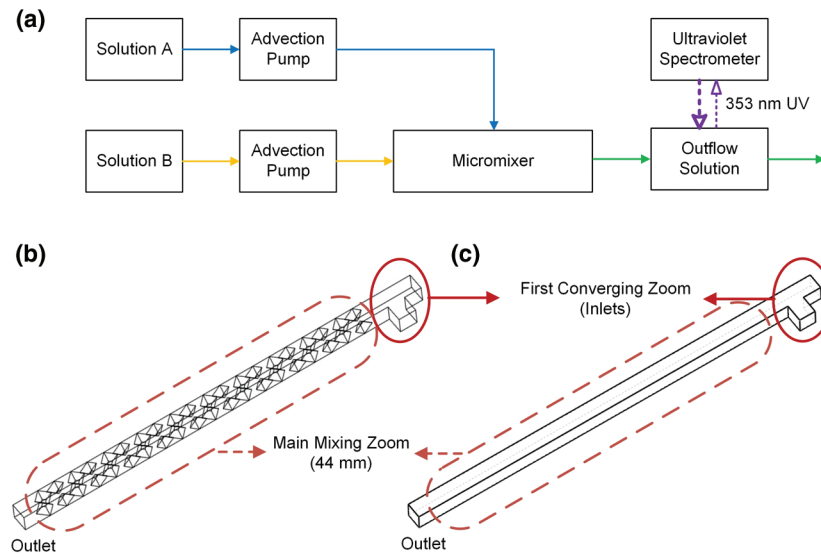 (a)
Solution A
Advection
Pump
Ultraviolet
Spectrometer
353 nm UV
Solution B
Advection
Pump
Micromixer
Outflow
Solution
(b)
(c)
First Converging Zoom
(Inlets)
Main Mixing Zoom
(44 mm)
Outlet
Outlet